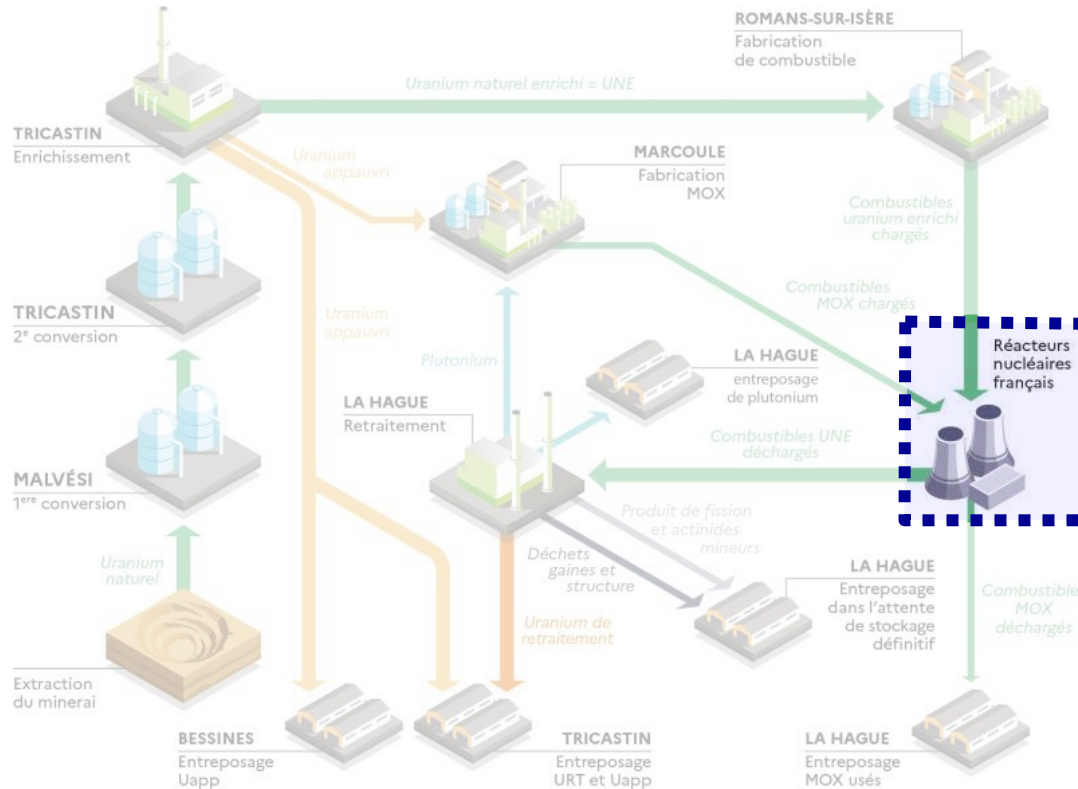 ROMANS-SUR-ISÈRE
Fabrication
de combustible
Uranium naturel enrichi = UNE
TRICASTIN
Enrichissement
Uranium
appauvri
MARCOULE
Fabrication
MOX
Combustibles
uranium enrichi
chargés
Combustibles
MOX chargés
TRICASTIN
2e conversion
Uranium
appauvri
Plutonium
LA HAGUE
entreposage
de plutonium
Réacteurs
nucléaires
français
LA HAGUE
Retraitement
Combustibles UNE
déchargés
MALVÉSI
1ere conversion
Produit de fission
et actinides
mineurs
Déchets
gaines et
structure
Uranium
naturel
LA HAGUE
Entreposage
dans l'attente
de stockage
définitif
Combustible
MOX
déchargés
Uranium de
retraitement
Extraction
du minerai
BESSINES
Entreposage
Uapp
TRICASTIN
Entreposage
URT et Uapp
LA HAGUE
Entreposage
MOX usés